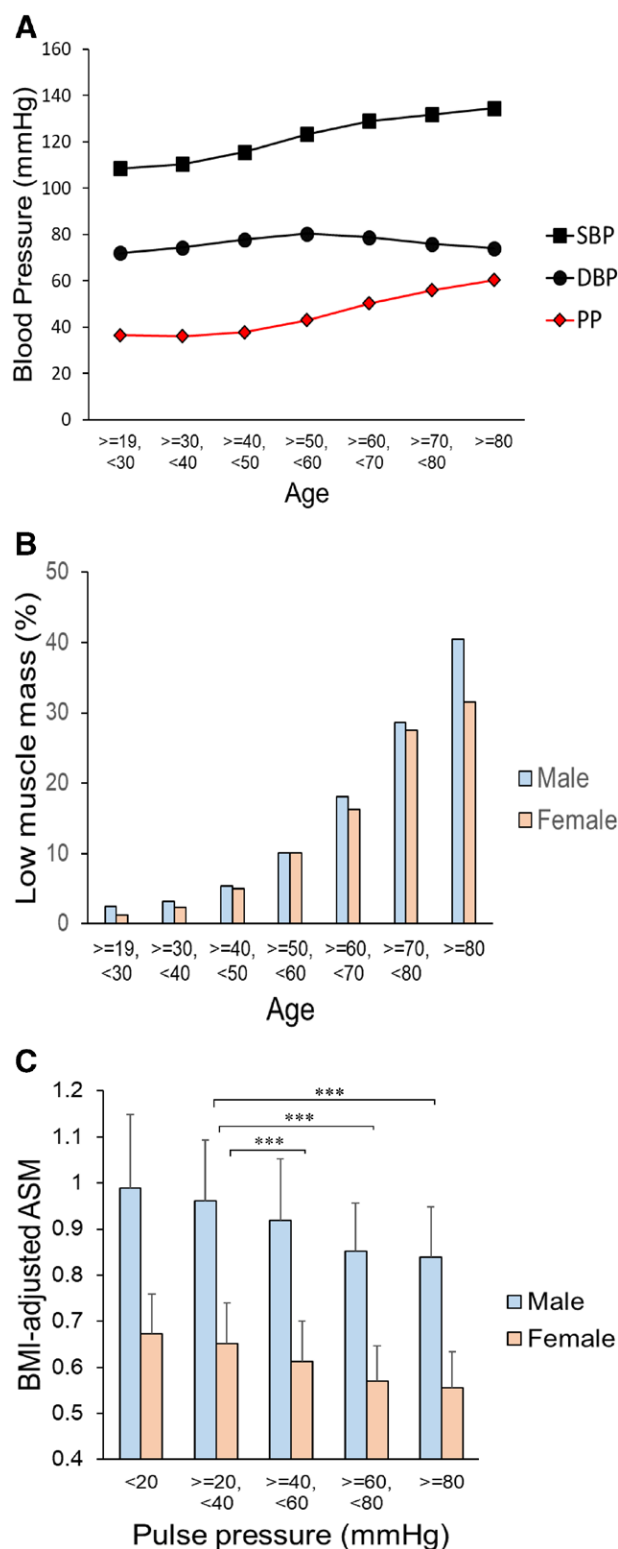 A
Blood Pressure (mmHg)
160
140
120
100
80
60
40
20
0
>=19, >=30, >=40, >=50, >=60, >=70, >=80
<30 <40 <50 <60 <70 <80
Age
SBP
DBP
PP
B
Low muscle mass (%)
50
40
30
20
10
0
>=19, >=30, >=40, >=50, >=60, >=70, >=80
<30 <40 <50 <60 <70 <80
Age
Male
Female
C
BMI-adjusted ASM
1.2
1.1
1
0.9
0.8
0.7
0.6
0.5
0.4
***
***
***
<20 >=20, >=40, >=60, >=80
<40 <60 <80
Pulse pressure (mmHg)
Male
Female